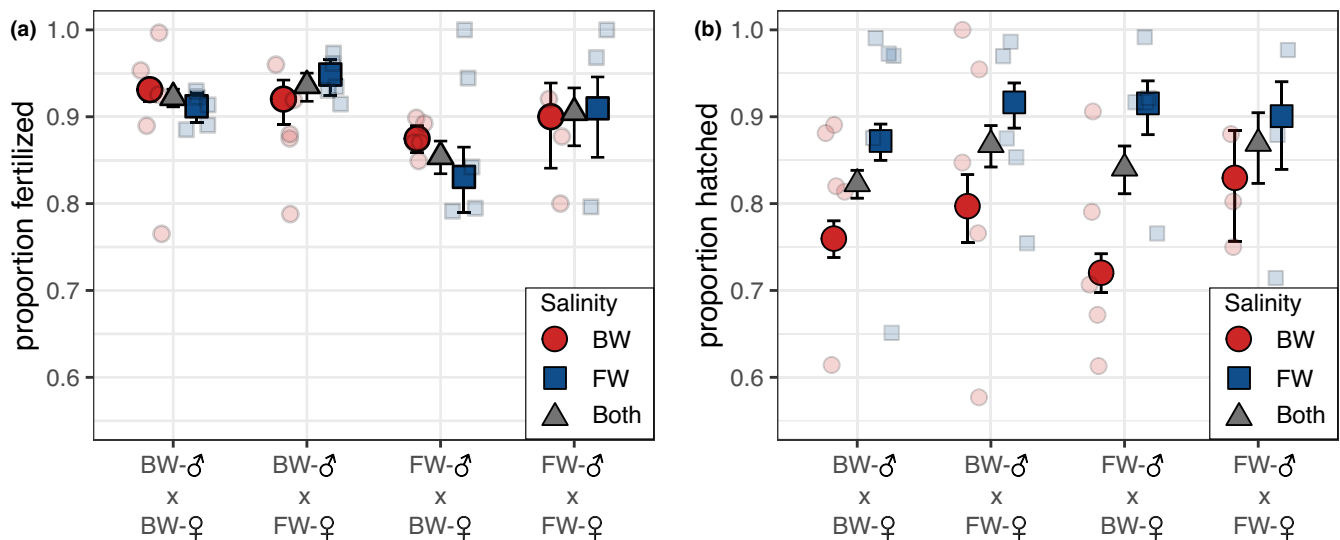 (a)
proportion fertilized
1.0
0.9
0.8
0.7
0.6
Salinity
BW
FW
Both
BW-♂ BW-♂ FW-♂ FW-♂
x x x x
BW-♀ FW-♀ BW-♀ FW-♀
(b)
proportion hatched
1.0
0.9
0.8
0.7
0.6
Salinity
BW
FW
Both
BW-♂ BW-♂ FW-♂ FW-♂
x x x x
BW-♀ FW-♀ BW-♀ FW-♀